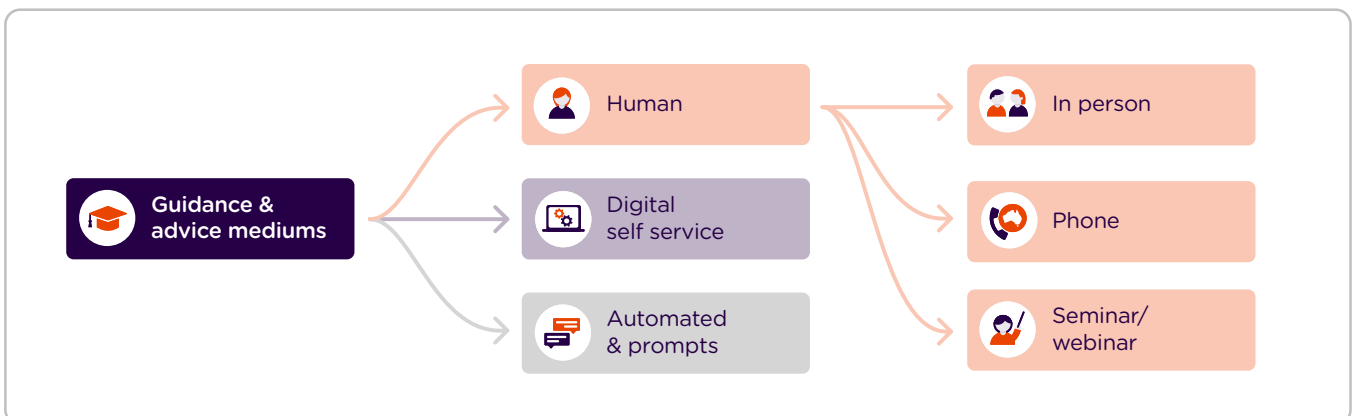 Guidance &
advice mediums
Human
Digital
self service
Automated
& prompts
In person
Phone
Seminar/
webinar